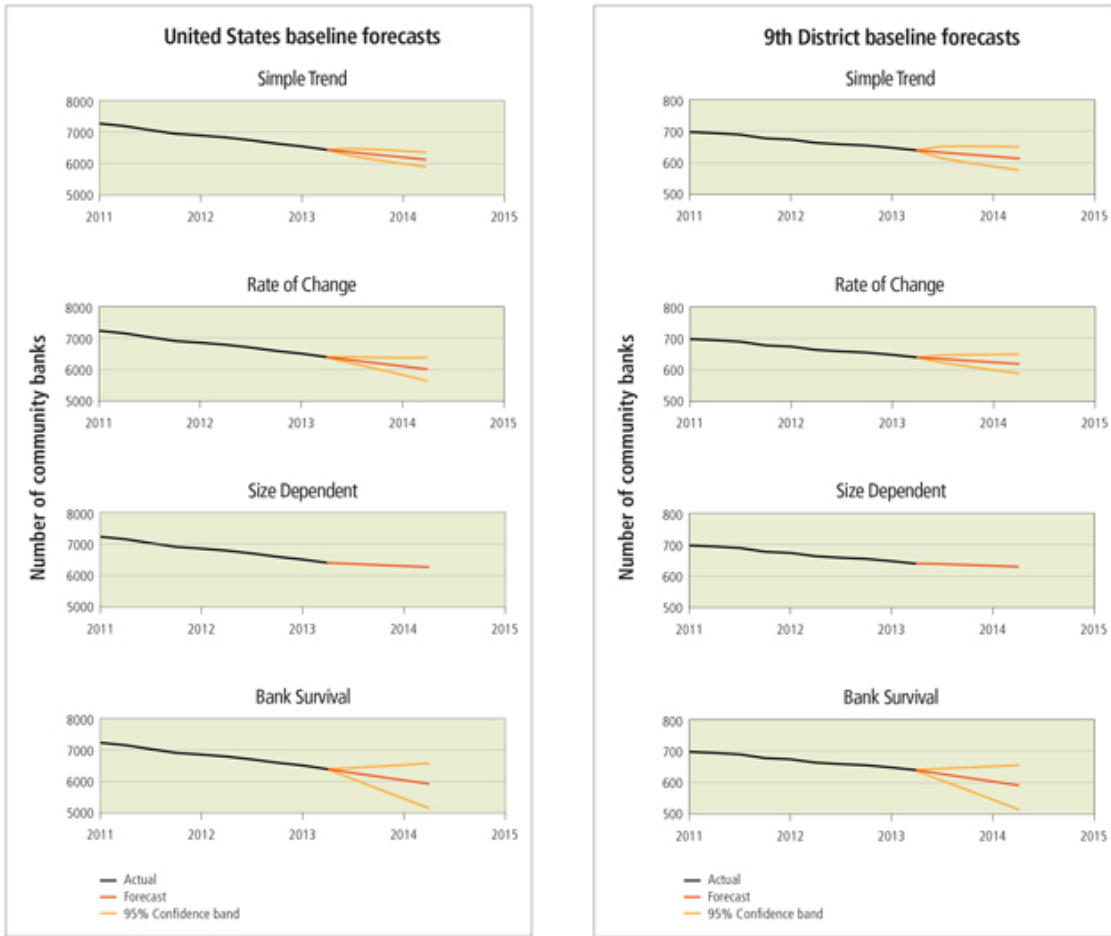 United States baseline forecasts
Number of community banks
Simple Trend
8000
7000
6000
5000
2011 2012 2013 2014 2015
Rate of Change
8000
7000
6000
5000
2011 2012 2013 2014 2015
Size Dependent
8000
7000
6000
5000
2011 2012 2013 2014 2015
Bank Survival
8000
7000
6000
5000
2011 2012 2013 2014 2015
Actual
Forecast
95% Confidence band
9th District baseline forecasts
Number of community banks
Simple Trend
800
700
600
500
2011 2012 2013 2014 2015
Rate of Change
800
700
600
500
2011 2012 2013 2014 2015
Size Dependent
800
700
600
500
2011 2012 2013 2014 2015
Bank Survival
800
700
600
500
2011 2012 2013 2014 2015
Actual
Forecast
95% Confidence band